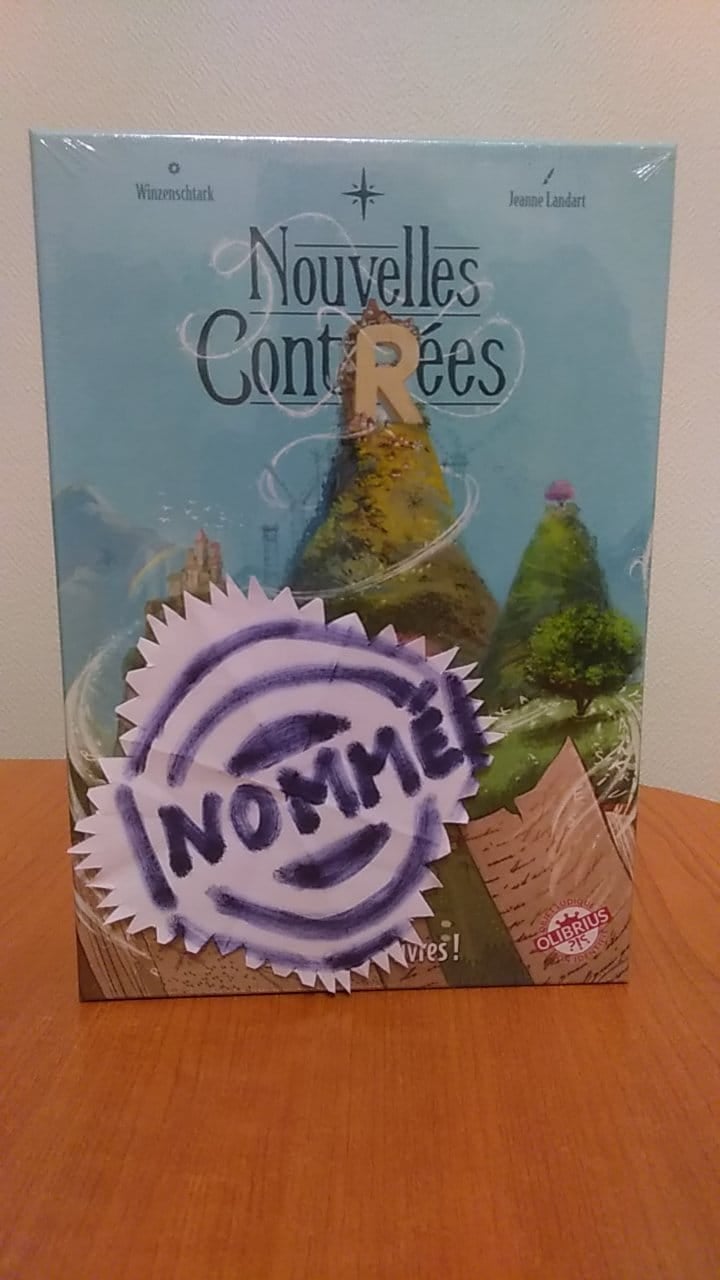 Winzenschtark
Jeanne Landart
Nouvelles
ContRées
NOMMÉ
vres !
OLIBRIUS